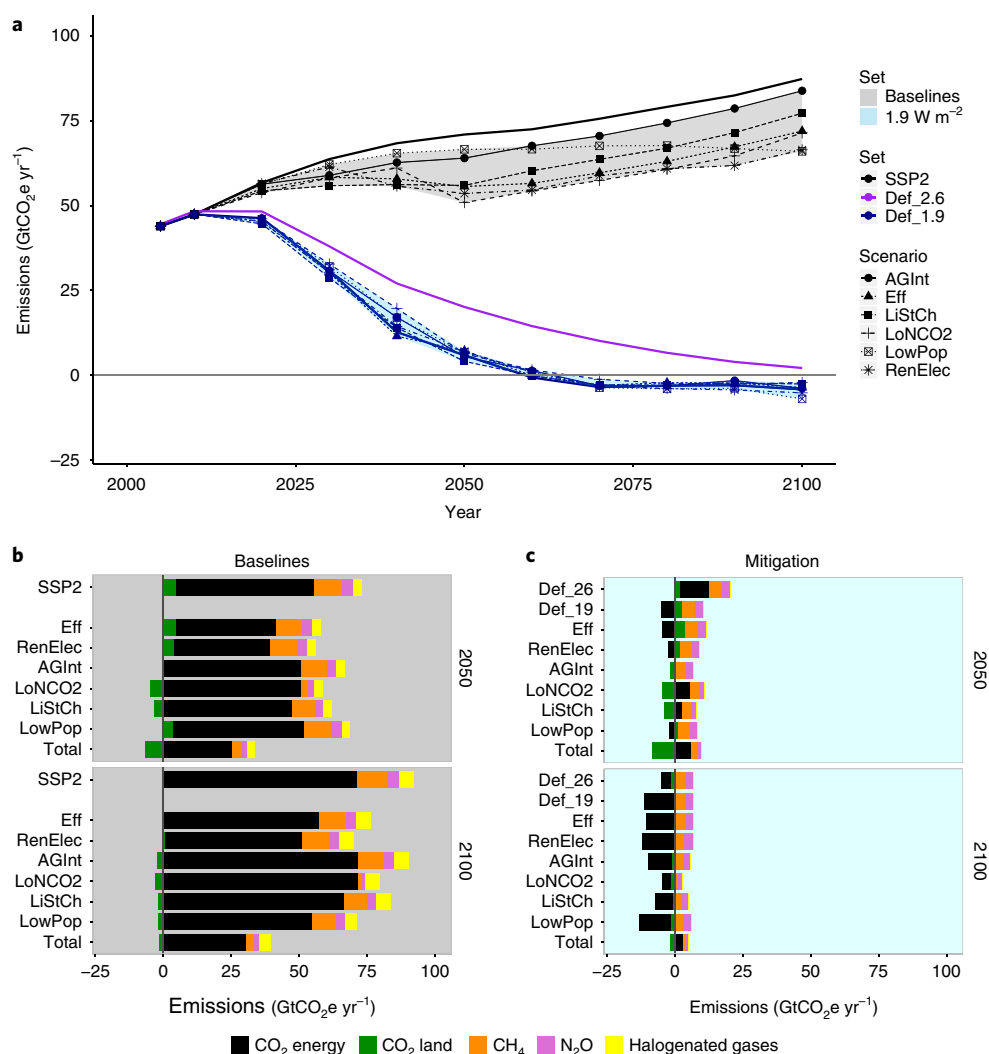 a
100
75
50
25
0
−25
Emissions (GtCO₂e yr⁻¹)
2000
2025
2050
2075
2100
Year
Set
Baselines
1.9 W m⁻²
Set
SSP2
Def_2.6
Def_1.9
Scenario
AGInt
Eff
LiStCh
LoNCO2
LowPop
RenElec
b
Baselines
SSP2
Eff
RenElec
AGInt
LoNCO2
LiStCh
LowPop
Total
2050
SSP2
Eff
RenElec
AGInt
LoNCO2
LiStCh
LowPop
Total
2100
−25
0
25
50
75
100
Emissions (GtCO₂e yr⁻¹)
c
Mitigation
Def_26
Def_19
Eff
RenElec
AGInt
LoNCO2
LiStCh
LowPop
Total
2050
Def_26
Def_19
Eff
RenElec
AGInt
LoNCO2
LiStCh
LowPop
Total
2100
−25
0
25
50
75
100
Emissions (GtCO₂e yr⁻¹)
CO₂ energy
CO₂ land
CH₄
N₂O
Halogenated gases